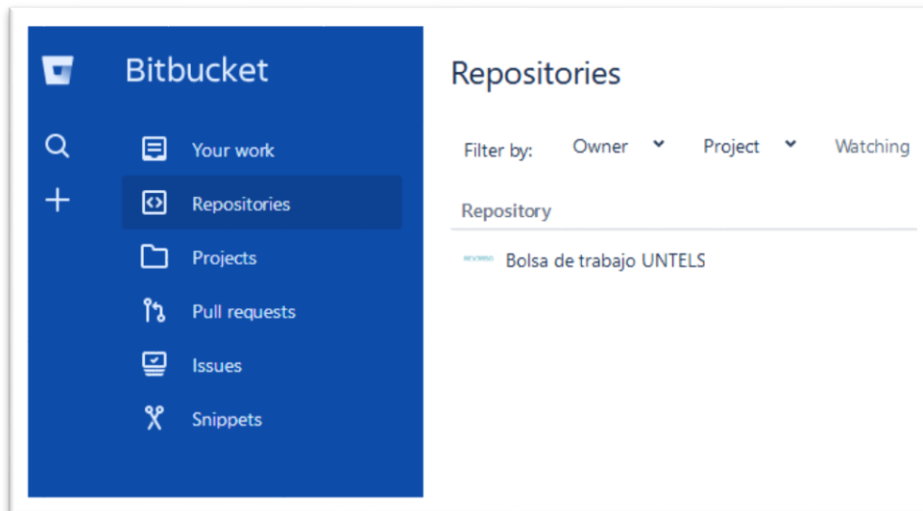 Bitbucket
Your work
Repositories
Projects
Pull requests
Issues
Snippets
Repositories
Filter by: Owner Project Watching
Repository
Bolsa de trabajo UNTELS